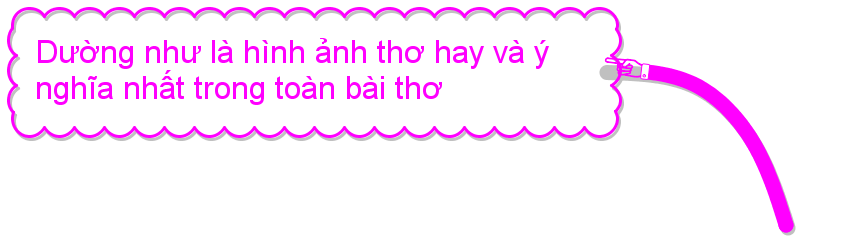 Dường như là hình ảnh thơ hay và ý
nghĩa nhất trong toàn bài thơ